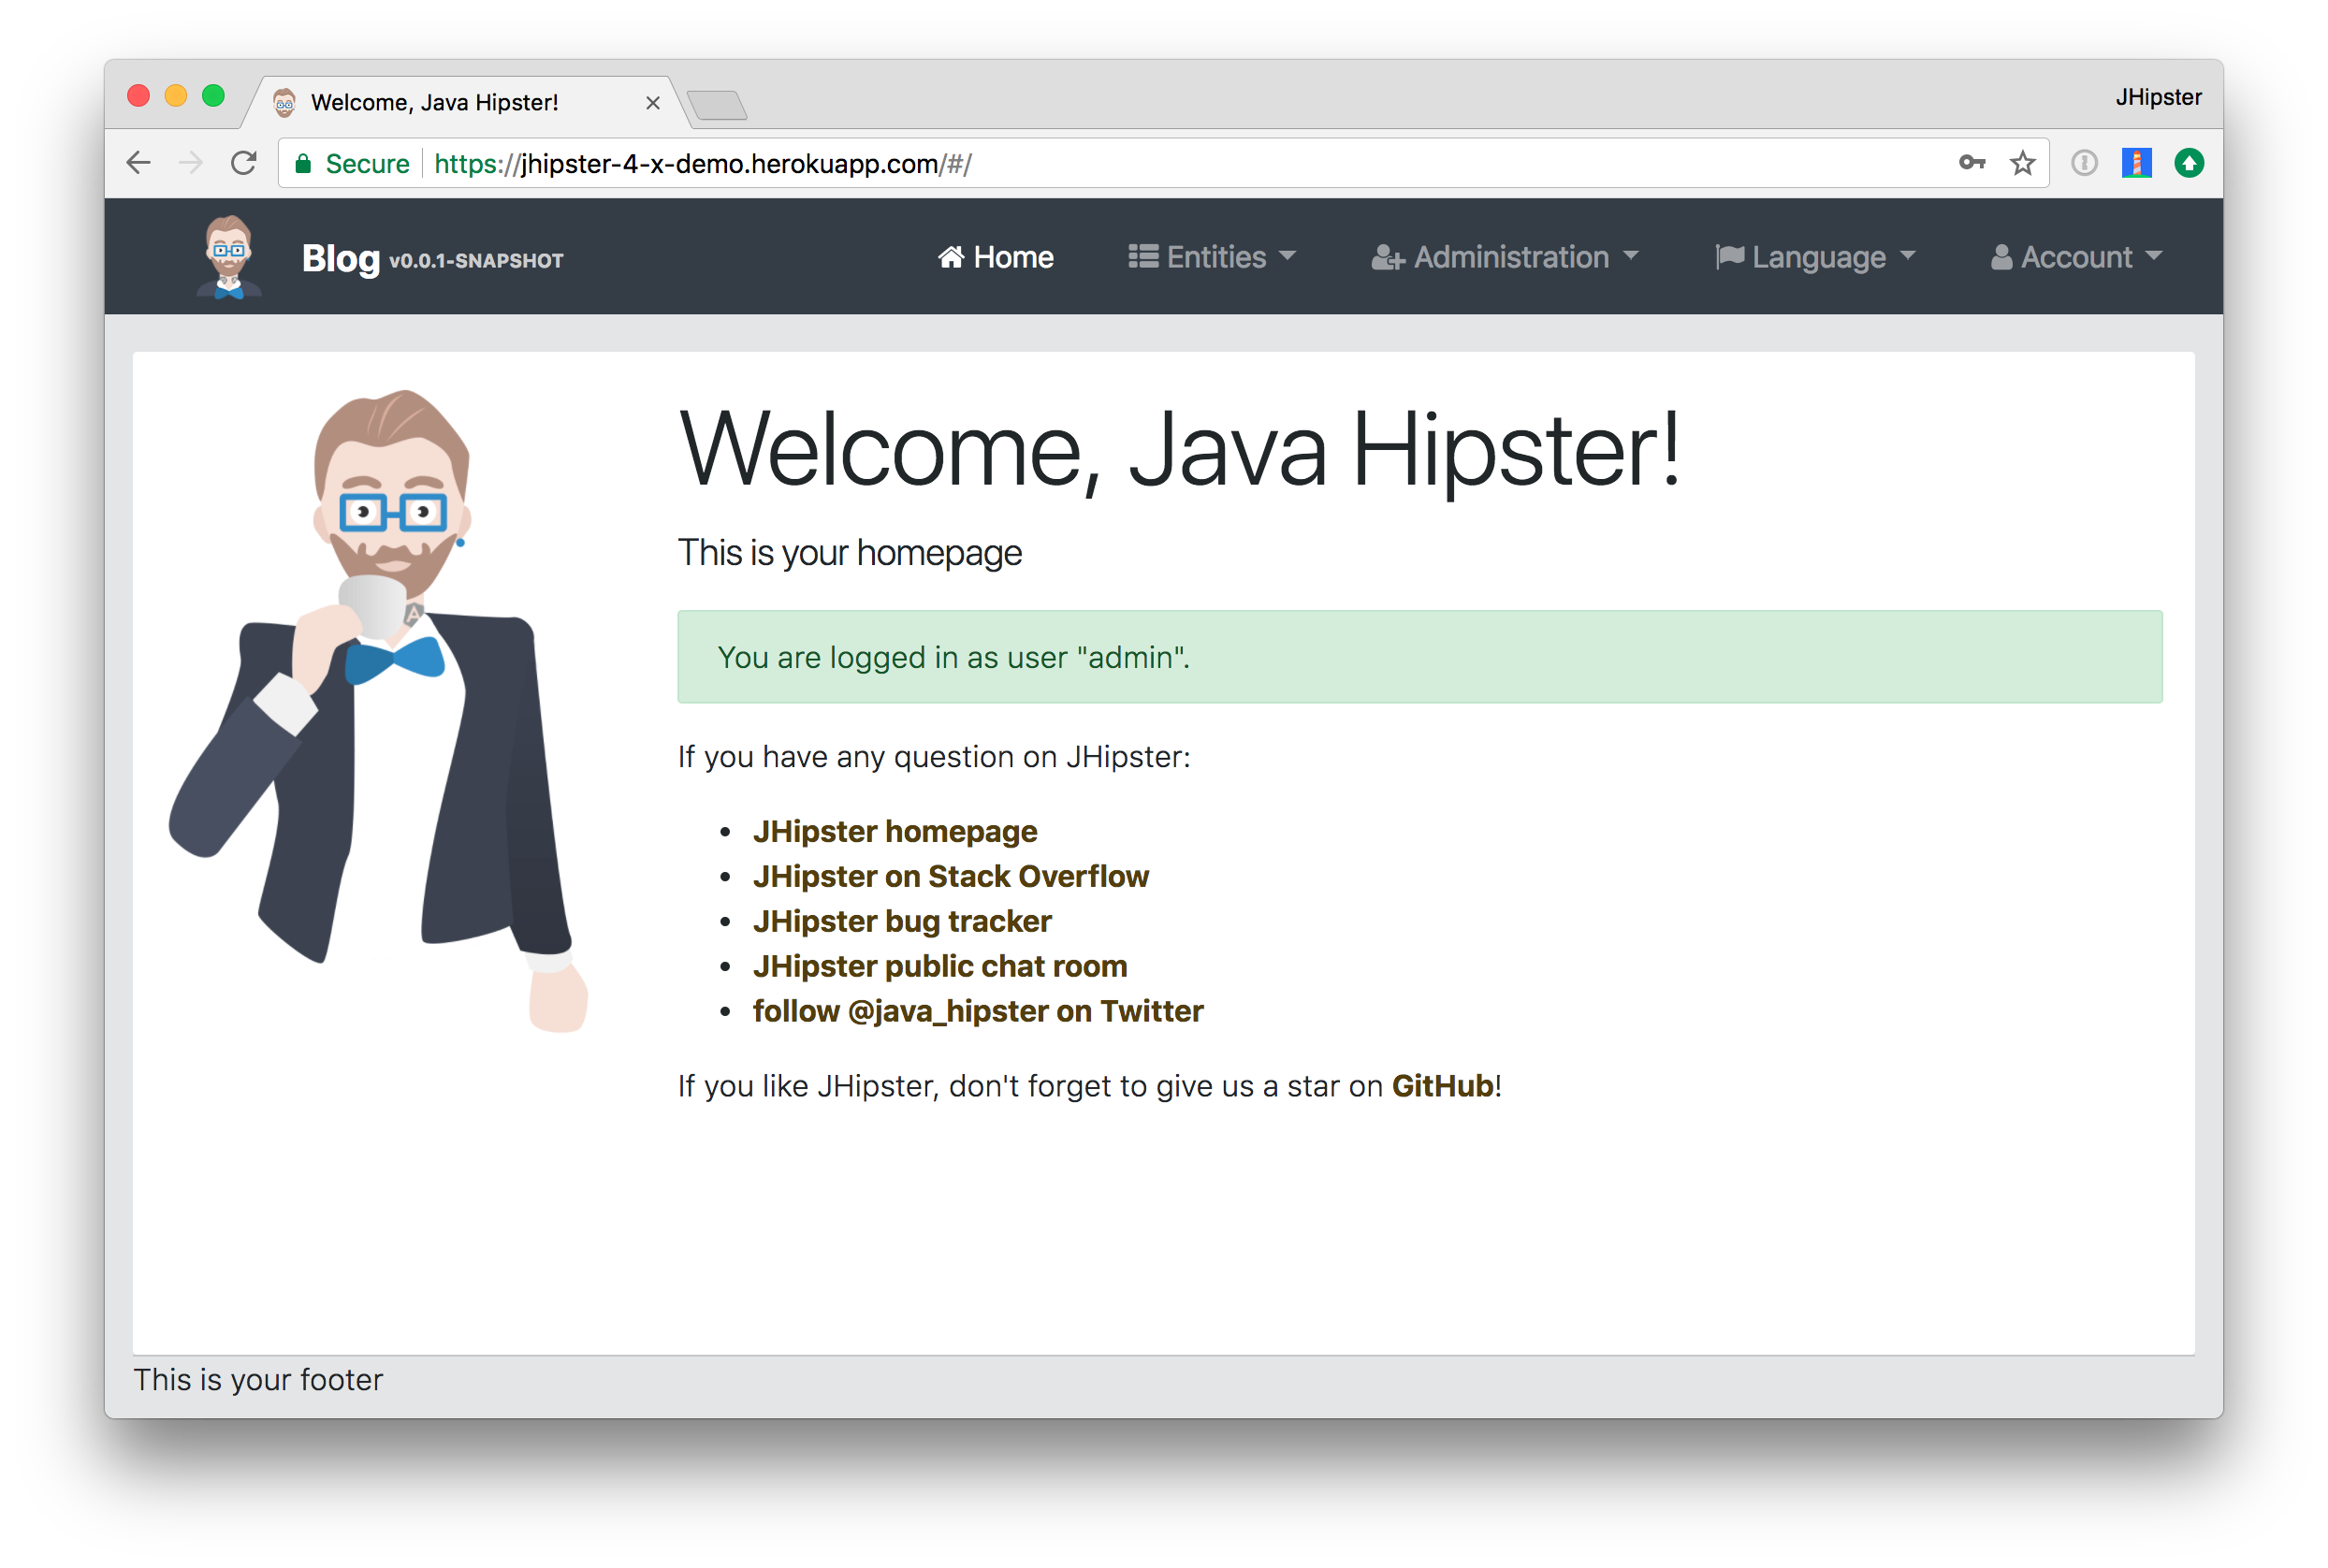 Welcome, Java Hipster!
JHipster
Secure https://jhipster-4-x-demo.herokuapp.com/#/
Blog v0.0.1-SNAPSHOT Home Entities Administration Language Account
Welcome, Java Hipster!
This is your homepage
You are logged in as user "admin".
If you have any question on JHipster:
• JHipster homepage
• JHipster on Stack Overflow
• JHipster bug tracker
• JHipster public chat room
• follow @java_hipster on Twitter
If you like JHipster, don't forget to give us a star on GitHub!
A
This is your footer